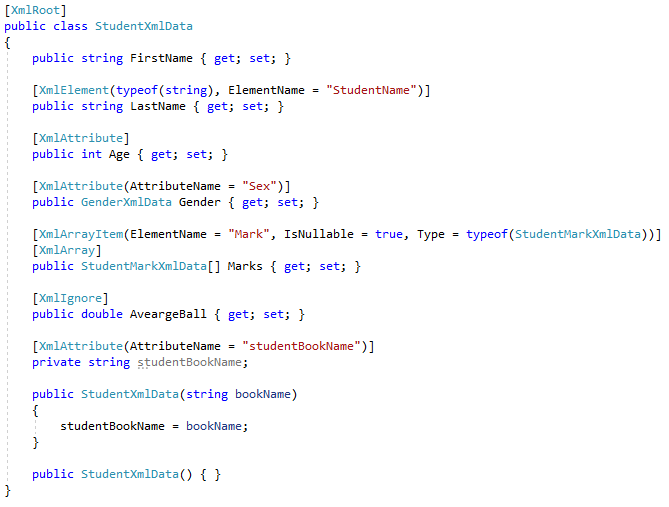 [XmlRoot]
public class StudentXmlData
{
public string FirstName { get; set; }
[XmlElement(typeof(string), ElementName = "StudentName")]
public string LastName { get; set; }
[XmlAttribute]
public int Age { get; set; }
[XmlAttribute(AttributeName = "Sex")]
public GenderXmlData Gender { get; set; }
[XmlArrayItem(ElementName = "Mark", IsNullable = true, Type = typeof(StudentMarkXmlData))]
[XmlArray]
public StudentMarkXmlData[] Marks { get; set; }
[XmlIgnore]
public double AveargeBall { get; set; }
[XmlAttribute(AttributeName = "studentBookName")]
private string studentBookName;
public StudentXmlData(string bookName)
{
studentBookName = bookName;
}
public StudentXmlData() { }
}